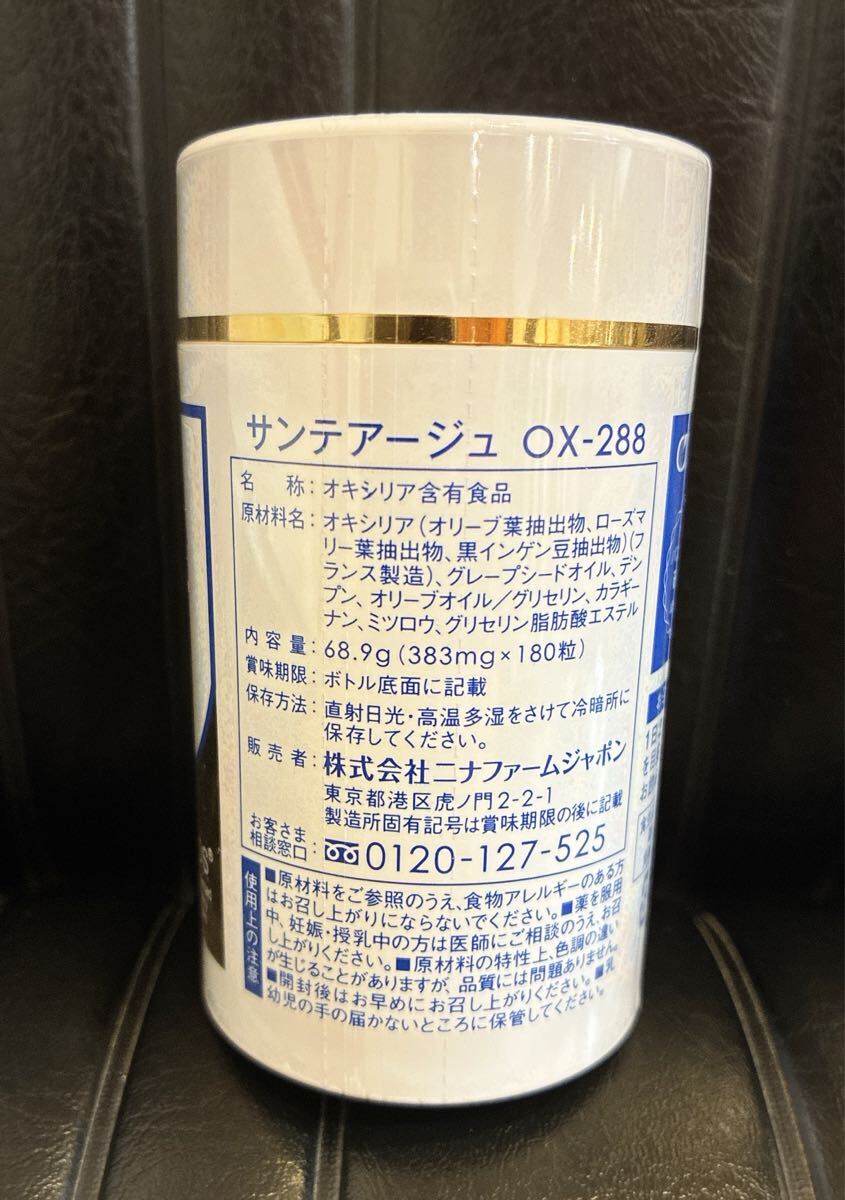 サンテアージュ OX-288
名称:オキシリア含有食品
原材料名:オキシリア(オリーブ葉抽出物、ローズマ
リー葉抽出物、黒インゲン豆抽出物)(フ
ランス製造)、グレープシードオイル、デン
プン、オリーブオイル/グリセリン、カラギー
ナン、ミツロウ、グリセリン脂肪酸エステル
内容量:68.9g(383mg×180粒)
賞味期限:ボトル底面に記載
保存方法:直射日光・高温多湿をさけて冷暗所に
保存してください。
販売者:株式会社ニナファームジャポン
東京都港区虎ノ門2-2-1
製造所固有記号は賞味期限の後に記載
お客さま
相談窓口:0120-127-525
使用上の注意
■原材料をご参照のうえ、食物アレルギーのある方
はお召し上がりにならないでください。■薬を服用
中、妊娠・授乳中の方は医師にご相談のうえ、お召
し上がりください。■原材料の特性上、色調の違い
が生じることがありますが、品質には問題ありません。
■開封後はお早めにお召し上がりください。■乳
幼児の手の届かないところに保管してください。